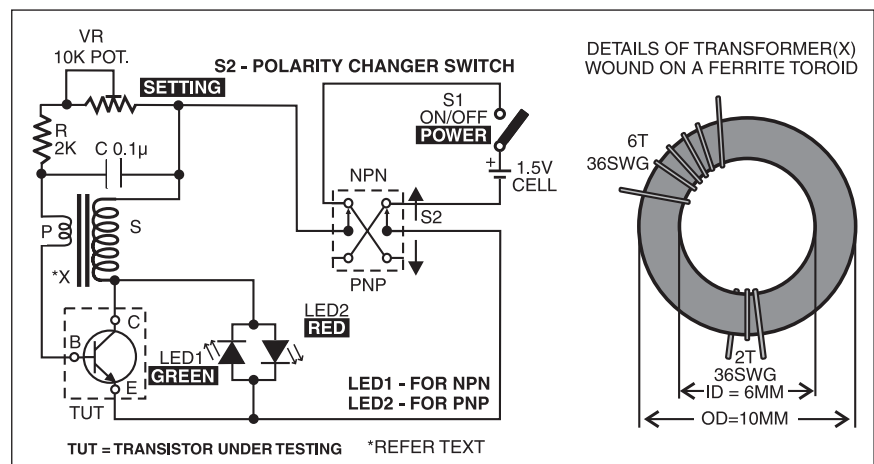 VR
10K POT.
SETTING
R
2K
C 0.1µ
P
S
*X
B
C
E
TUT
LED1
GREEN
LED2
RED
S2 - POLARITY CHANGER SWITCH
S1
ON/OFF
POWER
+
1.5V
CELL
NPN
S2
PNP
LED1 - FOR NPN
LED2 - FOR PNP
TUT = TRANSISTOR UNDER TESTING
*REFER TEXT
DETAILS OF TRANSFORMER(X)
WOUND ON A FERRITE TOROID
6T
36SWG
2T
36SWG
ID = 6MM
OD=10MM